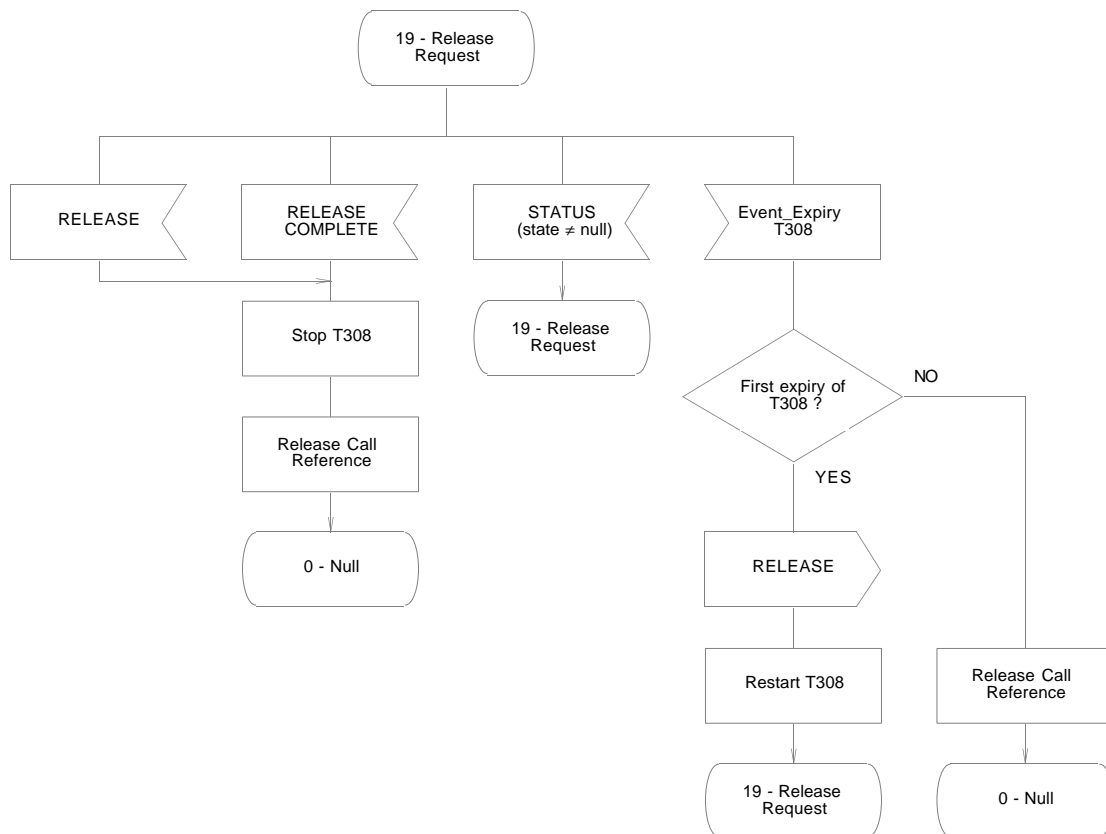 19 - Release
Request
RELEASE
RELEASE
COMPLETE
STATUS
(state ≠ null)
Event_Expiry
T308
Stop T308
19 - Release
Request
First expiry of
T308 ?
NO
YES
Release Call
Reference
0 - Null
RELEASE
Restart T308
Release Call
Reference
19 - Release
Request
0 - Null